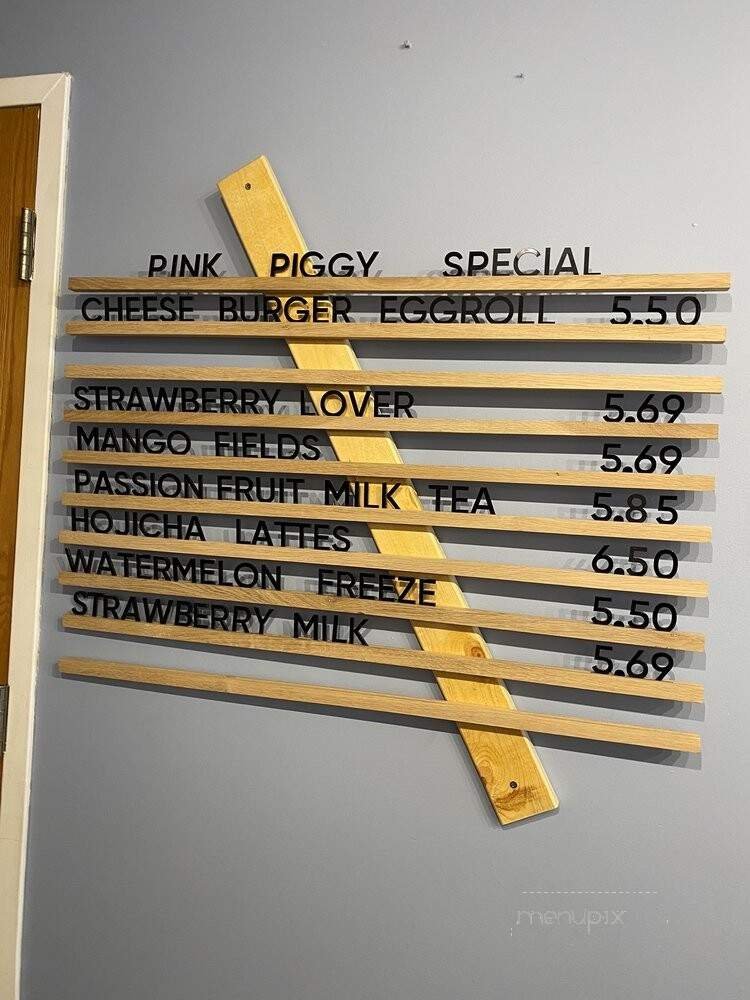 PINK PIGGY SPECIAL
CHEESE BURGER EGGROLL 5.50
STRAWBERRY LOVER 5.69
MANGO FIELDS 5.69
PASSION FRUIT MILK TEA 5.85
HOJICHA LATTES 6.50
WATERMELON FREEZE 5.50
STRAWBERRY MILK 5.69
menupix